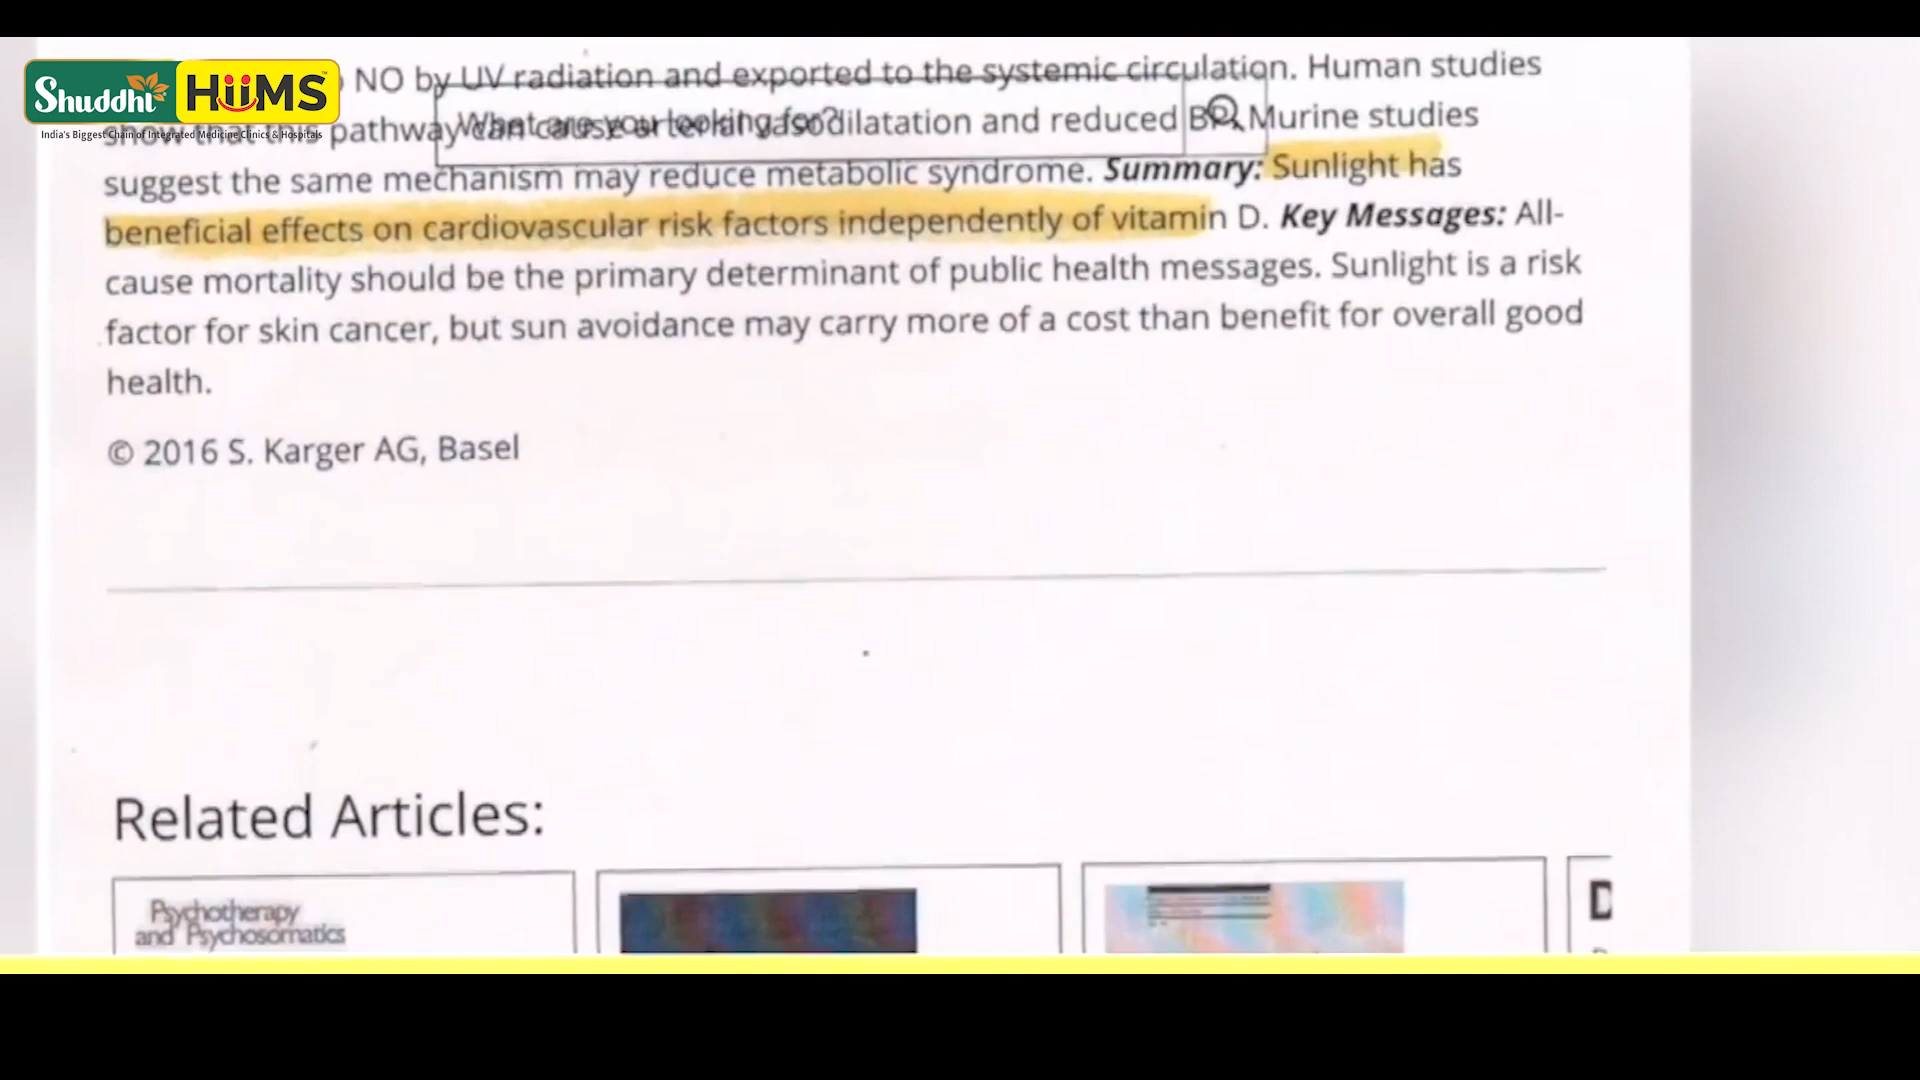 Shuddhi HiiMS™
India's Biggest Chain of Integrated Medicine Clinics & Hospitals
NO by UV radiation and exported to the systemic circulation. Human studies
What are you looking for?
show that this pathway can cause arterial vasodilatation and reduced BP. Murine studies
suggest the same mechanism may reduce metabolic syndrome. Summary: Sunlight has
beneficial effects on cardiovascular risk factors independently of vitamin D. Key Messages: All-
cause mortality should be the primary determinant of public health messages. Sunlight is a risk
factor for skin cancer, but sun avoidance may carry more of a cost than benefit for overall good
health.
© 2016 S. Karger AG, Basel
Related Articles:
Psychotherapy
and Psychosomatics
D